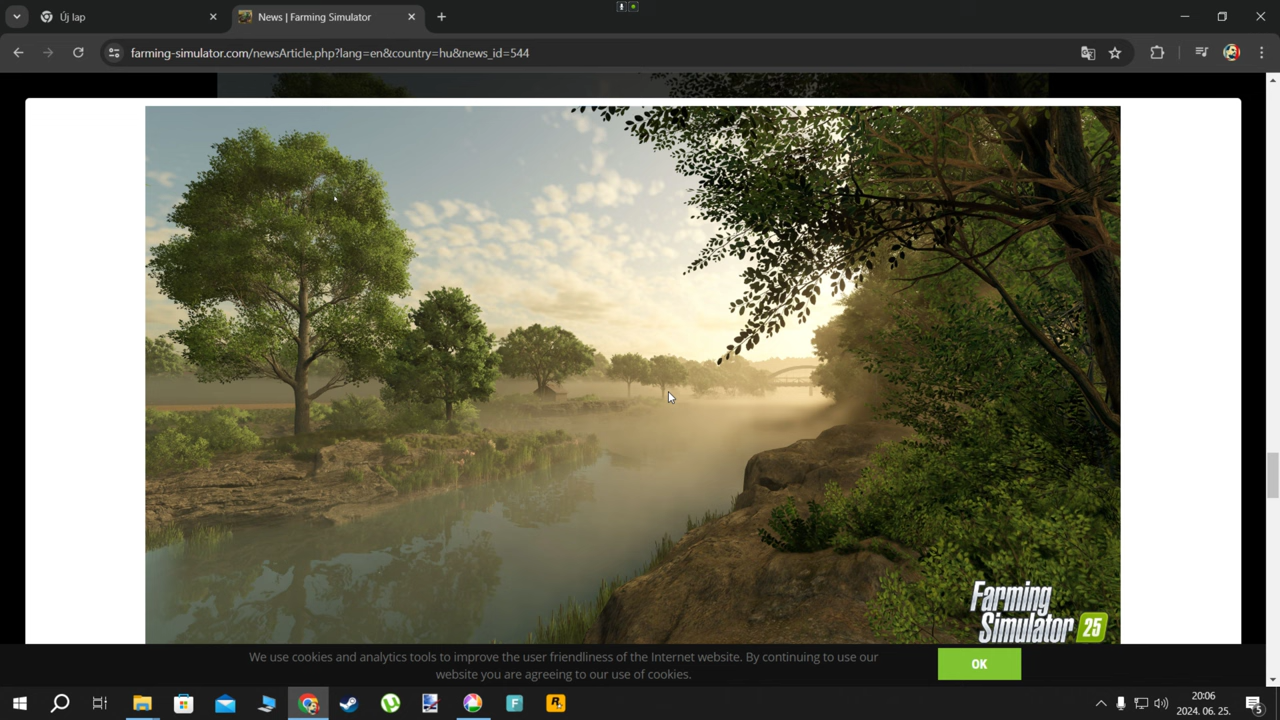 Új lap
News | Farming Simulator
farming-simulator.com/newsArticle.php?lang=en&country=hu&news_id=544
Farming
Simulator 25
We use cookies and analytics tools to improve the user friendliness of the Internet website. By continuing to use our
website you are agreeing to our use of cookies.
OK
F
R
20:06
2024. 06. 25.
5